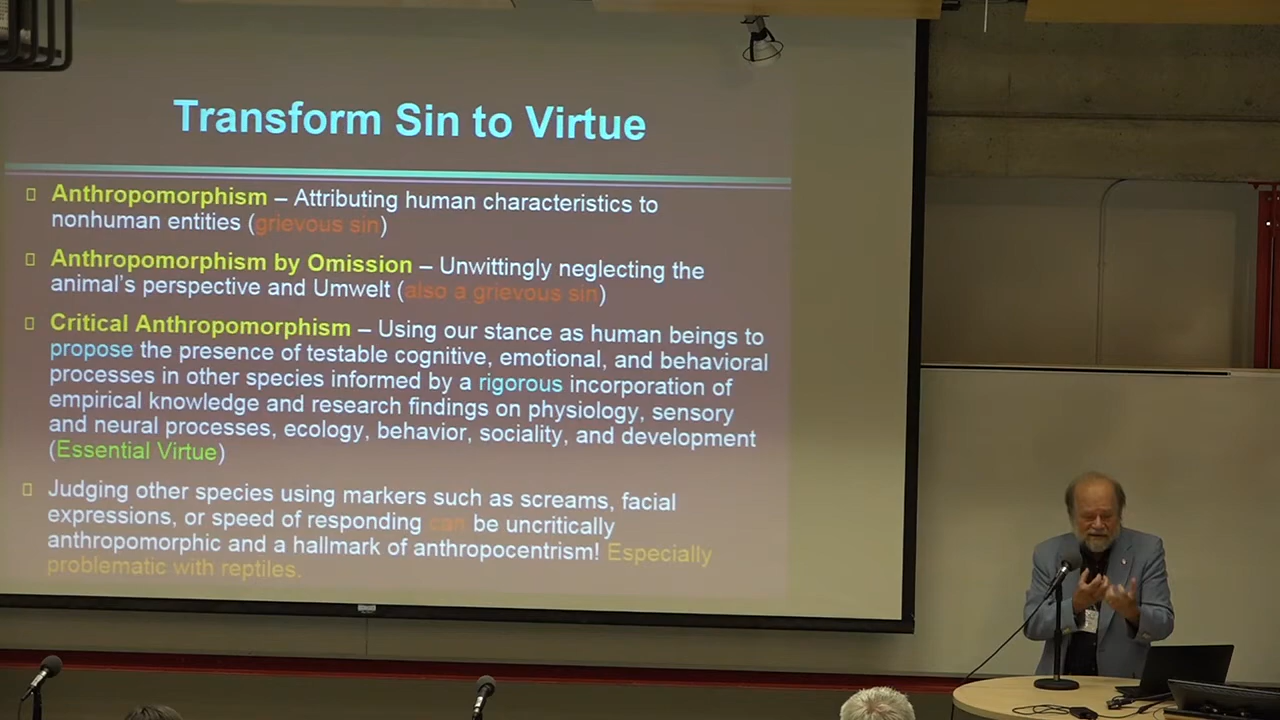 Transform Sin to Virtue
Anthropomorphism – Attributing human characteristics to
nonhuman entities (grievous sin)
Anthropomorphism by Omission – Unwittingly neglecting the
animal's perspective and Umwelt (also a grievous sin)
Critical Anthropomorphism – Using our stance as human beings to
propose the presence of testable cognitive, emotional, and behavioral
processes in other species informed by a rigorous incorporation of
empirical knowledge and research findings on physiology, sensory
and neural processes, ecology, behavior, sociality, and development
(Essential Virtue)
Judging other species using markers such as screams, facial
expressions, or speed of responding can be uncritically
anthropomorphic and a hallmark of anthropocentrism! Especially
problematic with reptiles.